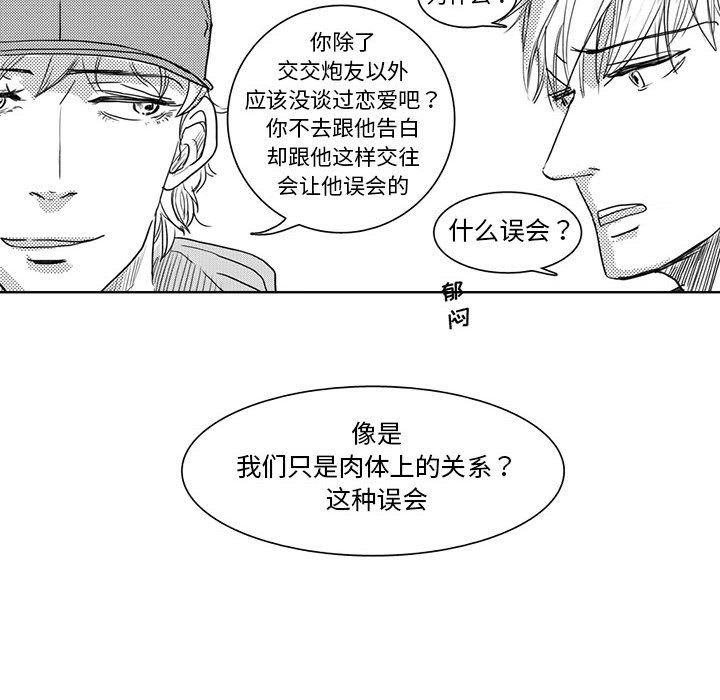 为什么？
你除了
交交炮友以外
应该没谈过恋爱吧？
你不去跟他告白
却跟他这样交往
会让他误会的
什么误会？
郁
闷
像是
我们只是肉体上的关系？
这种误会